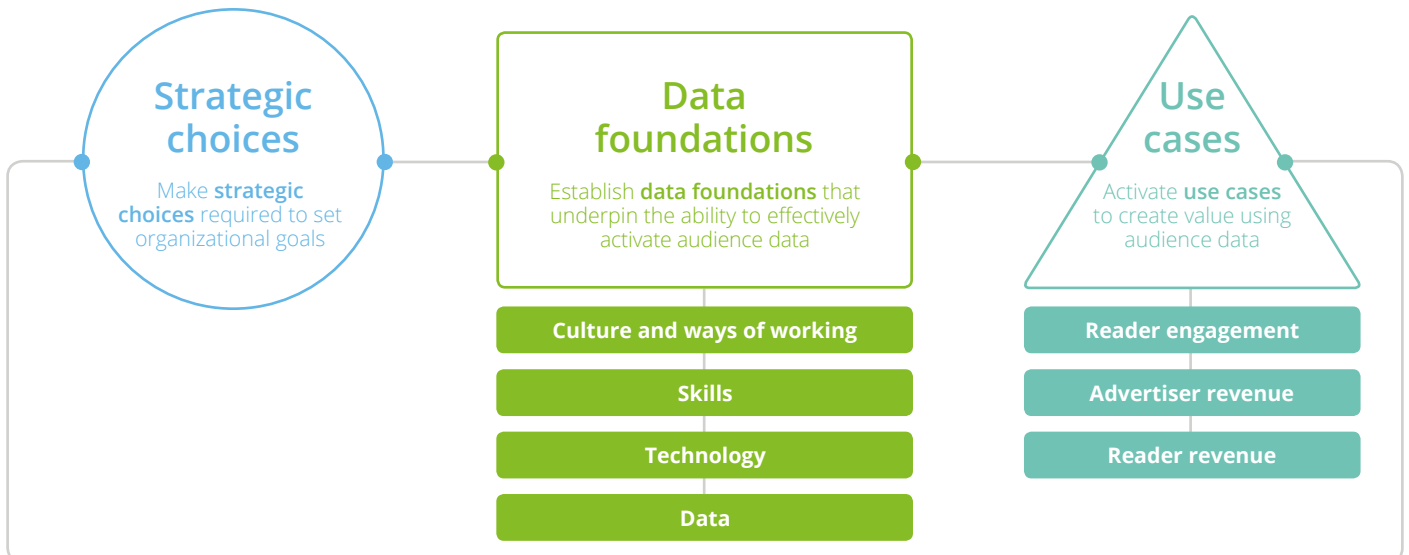 Strategic
choices
Make strategic
choices required to set
organizational goals
Data
foundations
Establish data foundations that
underpin the ability to effectively
activate audience data
Culture and ways of working
Skills
Technology
Data
Use
cases
Activate use cases
to create value using
audience data
Reader engagement
Advertiser revenue
Reader revenue